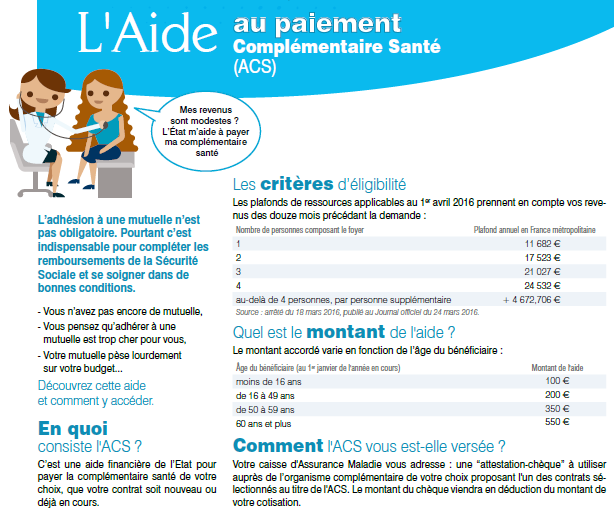 L'Aide au paiement
Complémentaire Santé
(ACS)
Mes revenus
sont modestes ?
L'État m'aide à payer
ma complémentaire
santé
L'adhésion à une mutuelle n'est
pas obligatoire. Pourtant c'est
indispensable pour compléter les
remboursements de la Sécurité
Sociale et se soigner dans de
bonnes conditions.
- Vous n'avez pas encore de mutuelle,
- Vous pensez qu'adhérer à une
mutuelle est trop cher pour vous,
- Votre mutuelle pèse lourdement
sur votre budget...
Découvrez cette aide
et comment y accéder.
En quoi
consiste l'ACS ?
C'est une aide financière de l'Etat pour
payer la complémentaire santé de votre
choix, que votre contrat soit nouveau ou
déjà en cours.
Les critères d'éligibilité
Les plafonds de ressources applicables au 1er avril 2016 prennent en compte vos reve-
nus des douze mois précédant la demande :
Nombre de personnes composant le foyer Plafond annuel en France métropolitaine
1 11 682 €
2 17 523 €
3 21 027 €
4 24 532 €
au-delà de 4 personnes, par personne supplémentaire + 4 672,706 €
Source : arrêté du 18 mars 2016, publié au Journal officiel du 24 mars 2016.
Quel est le montant de l'aide ?
Le montant accordé varie en fonction de l'âge du bénéficiaire :
Âge du bénéficiaire (au 1er janvier de l'année en cours) Montant de l'aide
moins de 16 ans 100 €
de 16 à 49 ans 200 €
de 50 à 59 ans 350 €
60 ans et plus 550 €
Comment l'ACS vous est-elle versée ?
Votre caisse d'Assurance Maladie vous adresse : une "attestation-chèque" à utiliser
auprès de l'organisme complémentaire de votre choix proposant l'un des contrats sé-
lectionnés au titre de l'ACS. Le montant du chèque viendra en déduction du montant de
votre cotisation.